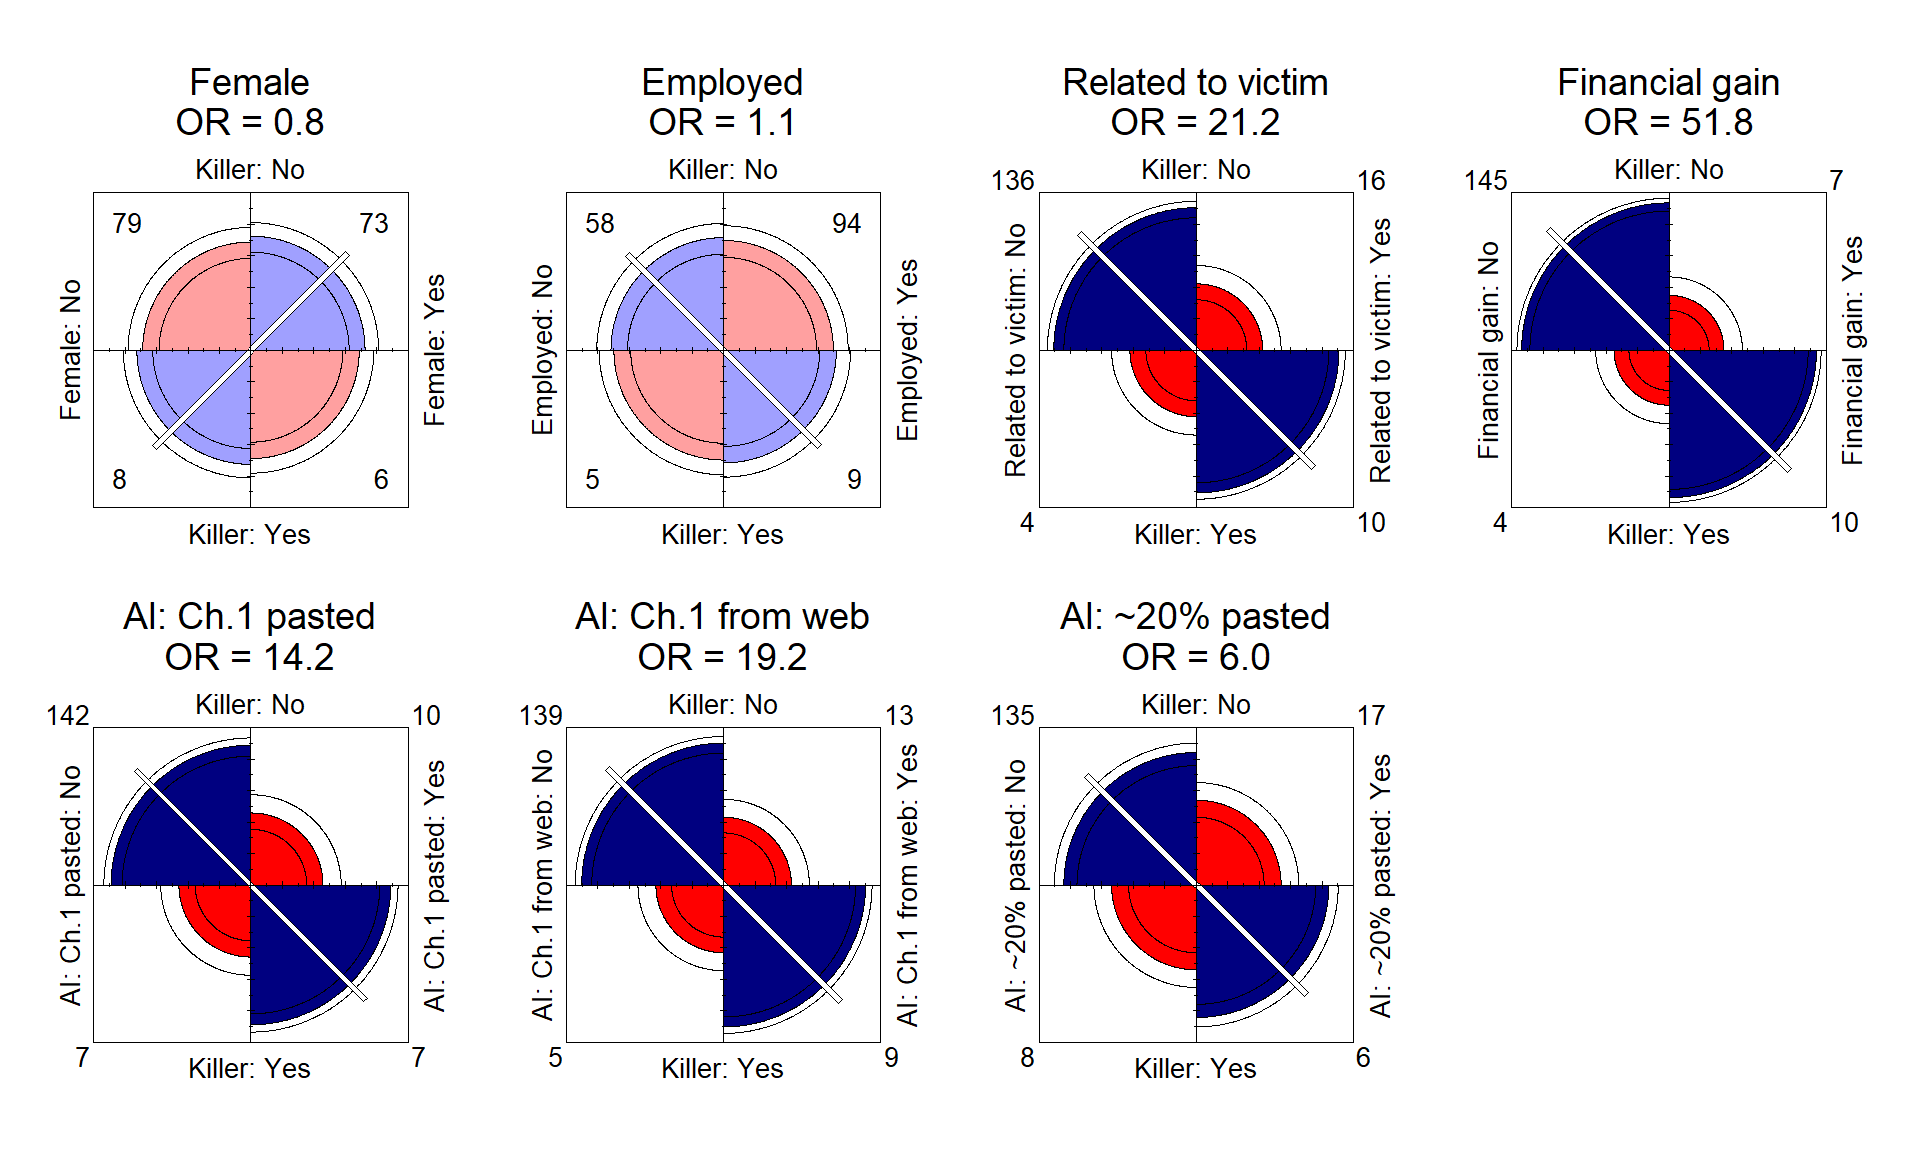 Female
OR = 0.8
Killer: No
79
73
Female: No
Female: Yes
8
6
Killer: Yes
Employed
OR = 1.1
Killer: No
58
94
Employed: No
Employed: Yes
5
9
Killer: Yes
Related to victim
OR = 21.2
Killer: No
136
16
Related to victim: No
Related to victim: Yes
4
10
Killer: Yes
Financial gain
OR = 51.8
Killer: No
145
7
Financial gain: No
Financial gain: Yes
4
10
Killer: Yes
AI: Ch.1 pasted
OR = 14.2
Killer: No
142
10
AI: Ch.1 pasted: No
AI: Ch.1 pasted: Yes
7
7
Killer: Yes
AI: Ch.1 from web
OR = 19.2
Killer: No
139
13
AI: Ch.1 from web: No
AI: Ch.1 from web: Yes
5
9
Killer: Yes
AI: ~20% pasted
OR = 6.0
Killer: No
135
17
AI: ~20% pasted: No
AI: ~20% pasted: Yes
8
6
Killer: Yes